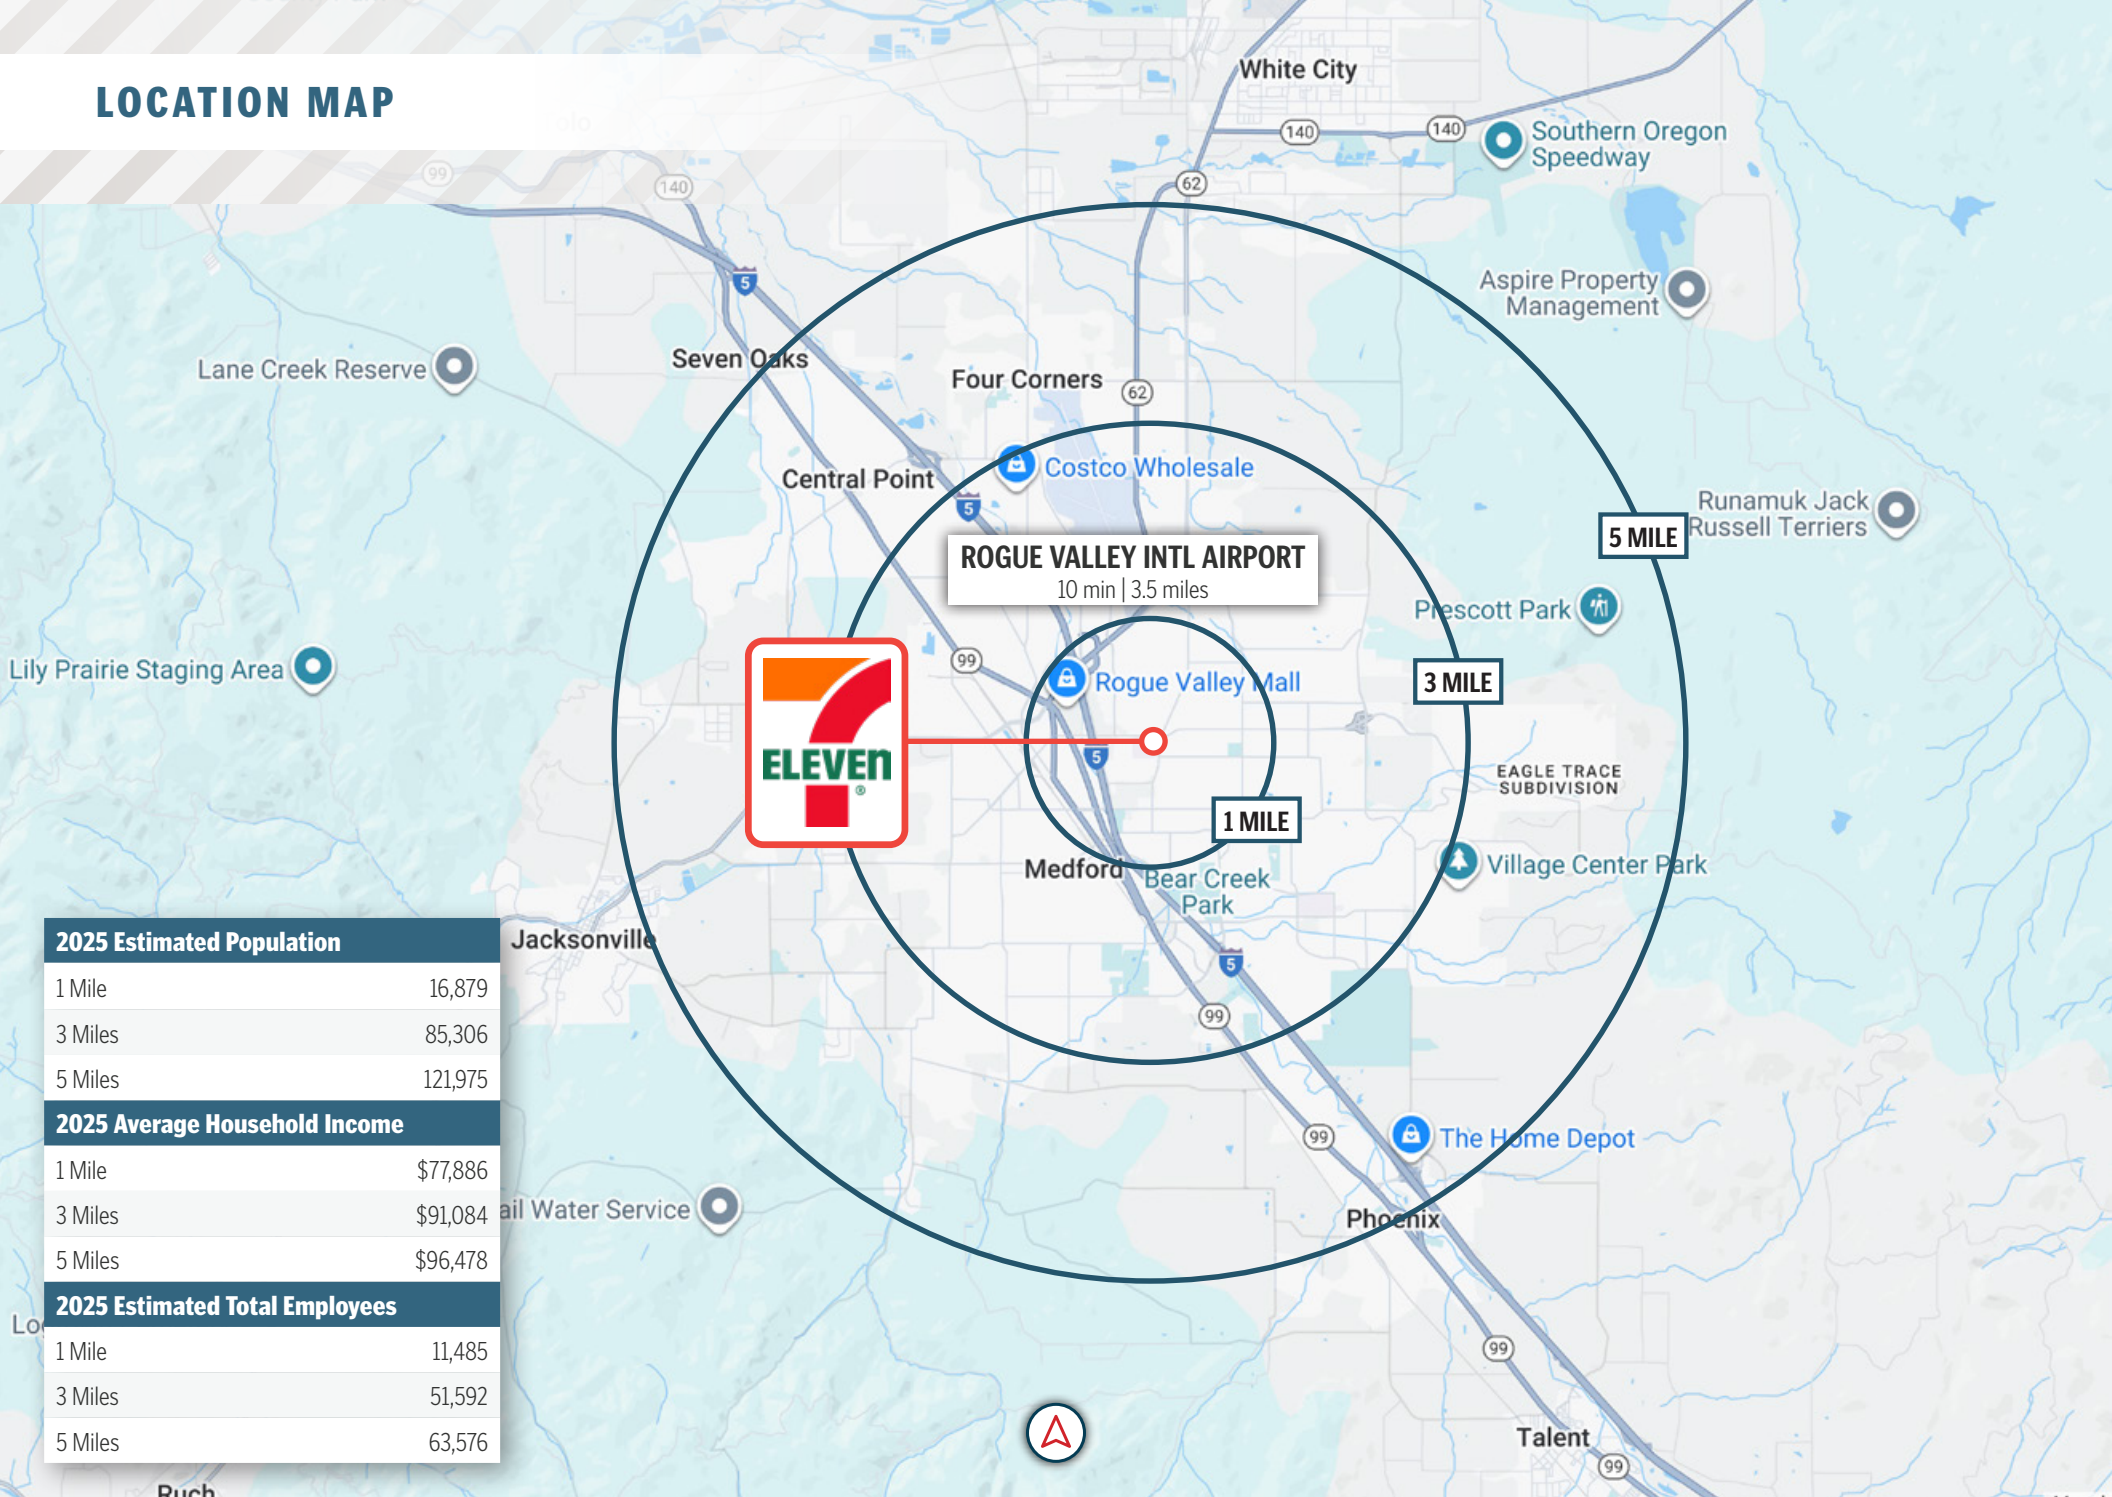 LOCATION MAP
White City
140
140
Southern Oregon
Speedway
99
140
62
5
Aspire Property
Management
Seven Oaks
Lane Creek Reserve
Four Corners
62
Costco Wholesale
Central Point
5
Runamuk Jack
Russell Terriers
5 MILE
ROGUE VALLEY INTL AIRPORT
10 min | 3.5 miles
Prescott Park
99
Lily Prairie Staging Area
Rogue Valley Mall
3 MILE
7
ELEVEn
®
5
EAGLE TRACE
SUBDIVISION
1 MILE
Medford
Bear Creek
Park
Village Center Park
Jacksonville
5
99
2025 Estimated Population
1 Mile 16,879
3 Miles 85,306
5 Miles 121,975
2025 Average Household Income
1 Mile $77,886
3 Miles $91,084
5 Miles $96,478
2025 Estimated Total Employees
1 Mile 11,485
3 Miles 51,592
5 Miles 63,576
99
The Home Depot
ail Water Service
Phoenix
99
Talent
99
Ruch